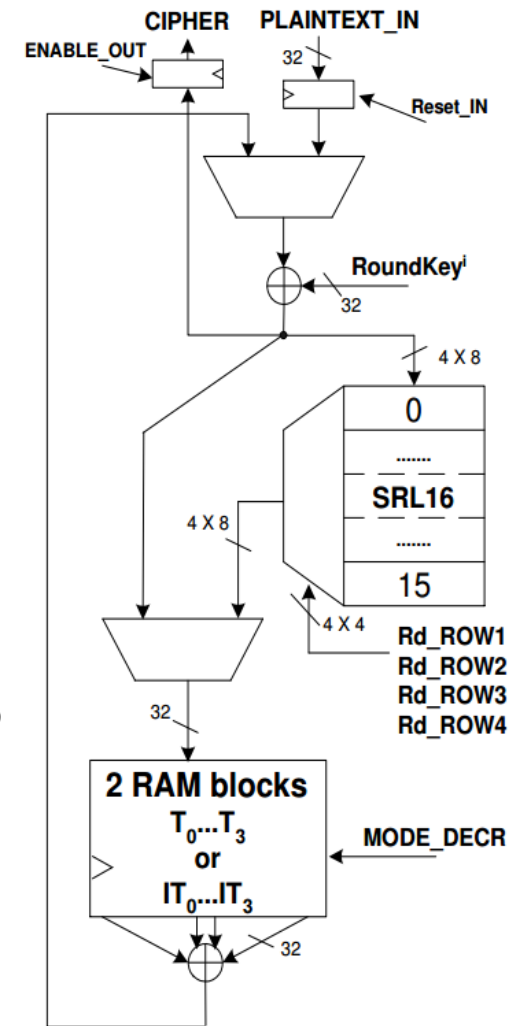 CIPHER
PLAINTEXT_IN
ENABLE_OUT
32
Reset_IN
RoundKeyⁱ
32
4 X 8
0
.......
SRL16
.......
15
4 X 8
4 X 4
Rd_ROW1
Rd_ROW2
Rd_ROW3
Rd_ROW4
32
2 RAM blocks
T₀...T₃
or
IT₀...IT₃
MODE_DECR
32